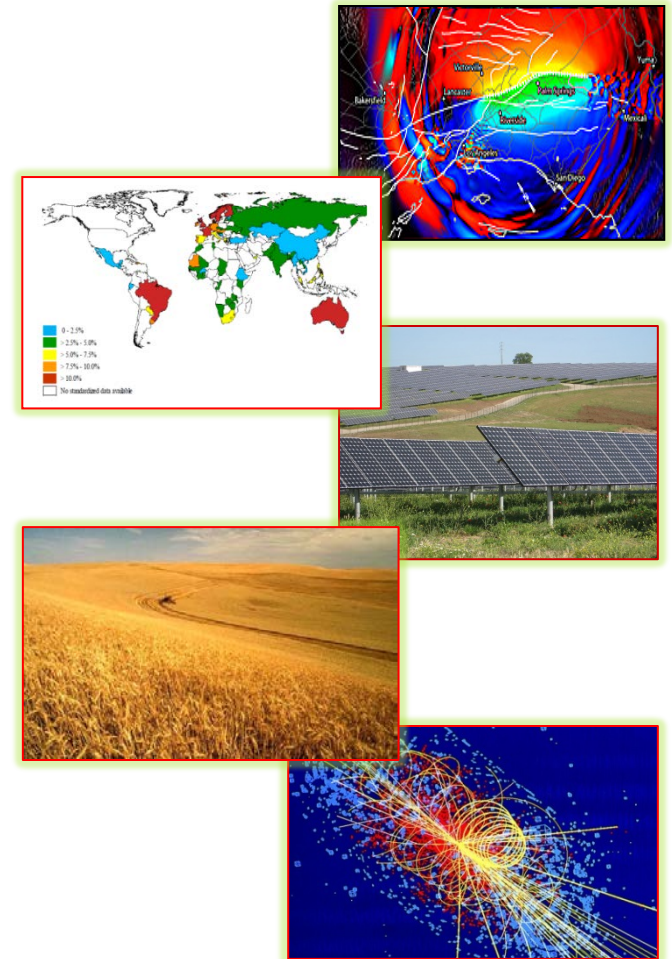 Victorville
Yuma
Lancaster
Palm Springs
Bakersfield
Riverside
Mexicali
Los Angeles
San Diego
0 - 2.5%
> 2.5% - 5.0%
> 5.0% - 7.5%
> 7.5% - 10.0%
> 10.0%
No standardized data available